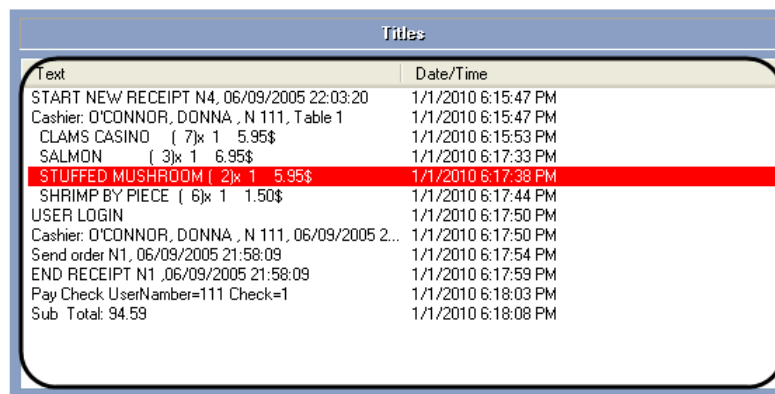 Titles
Text Date/Time
START NEW RECEIPT N4, 06/09/2005 22:03:20 1/1/2010 6:15:47 PM
Cashier: O'CONNOR, DONNA , N 111, Table 1 1/1/2010 6:15:47 PM
CLAMS CASINO ( 7)x 1 5.95$ 1/1/2010 6:15:53 PM
SALMON ( 3)x 1 6.95$ 1/1/2010 6:17:33 PM
STUFFED MUSHROOM ( 2)x 1 5.95$ 1/1/2010 6:17:38 PM
SHRIMP BY PIECE ( 6)x 1 1.50$ 1/1/2010 6:17:44 PM
USER LOGIN 1/1/2010 6:17:50 PM
Cashier: O'CONNOR, DONNA , N 111, 06/09/2005 2... 1/1/2010 6:17:50 PM
Send order N1, 06/09/2005 21:58:09 1/1/2010 6:17:54 PM
END RECEIPT N1 ,06/09/2005 21:58:09 1/1/2010 6:17:59 PM
Pay Check UserNamber=111 Check=1 1/1/2010 6:18:03 PM
Sub Total: 94.59 1/1/2010 6:18:08 PM